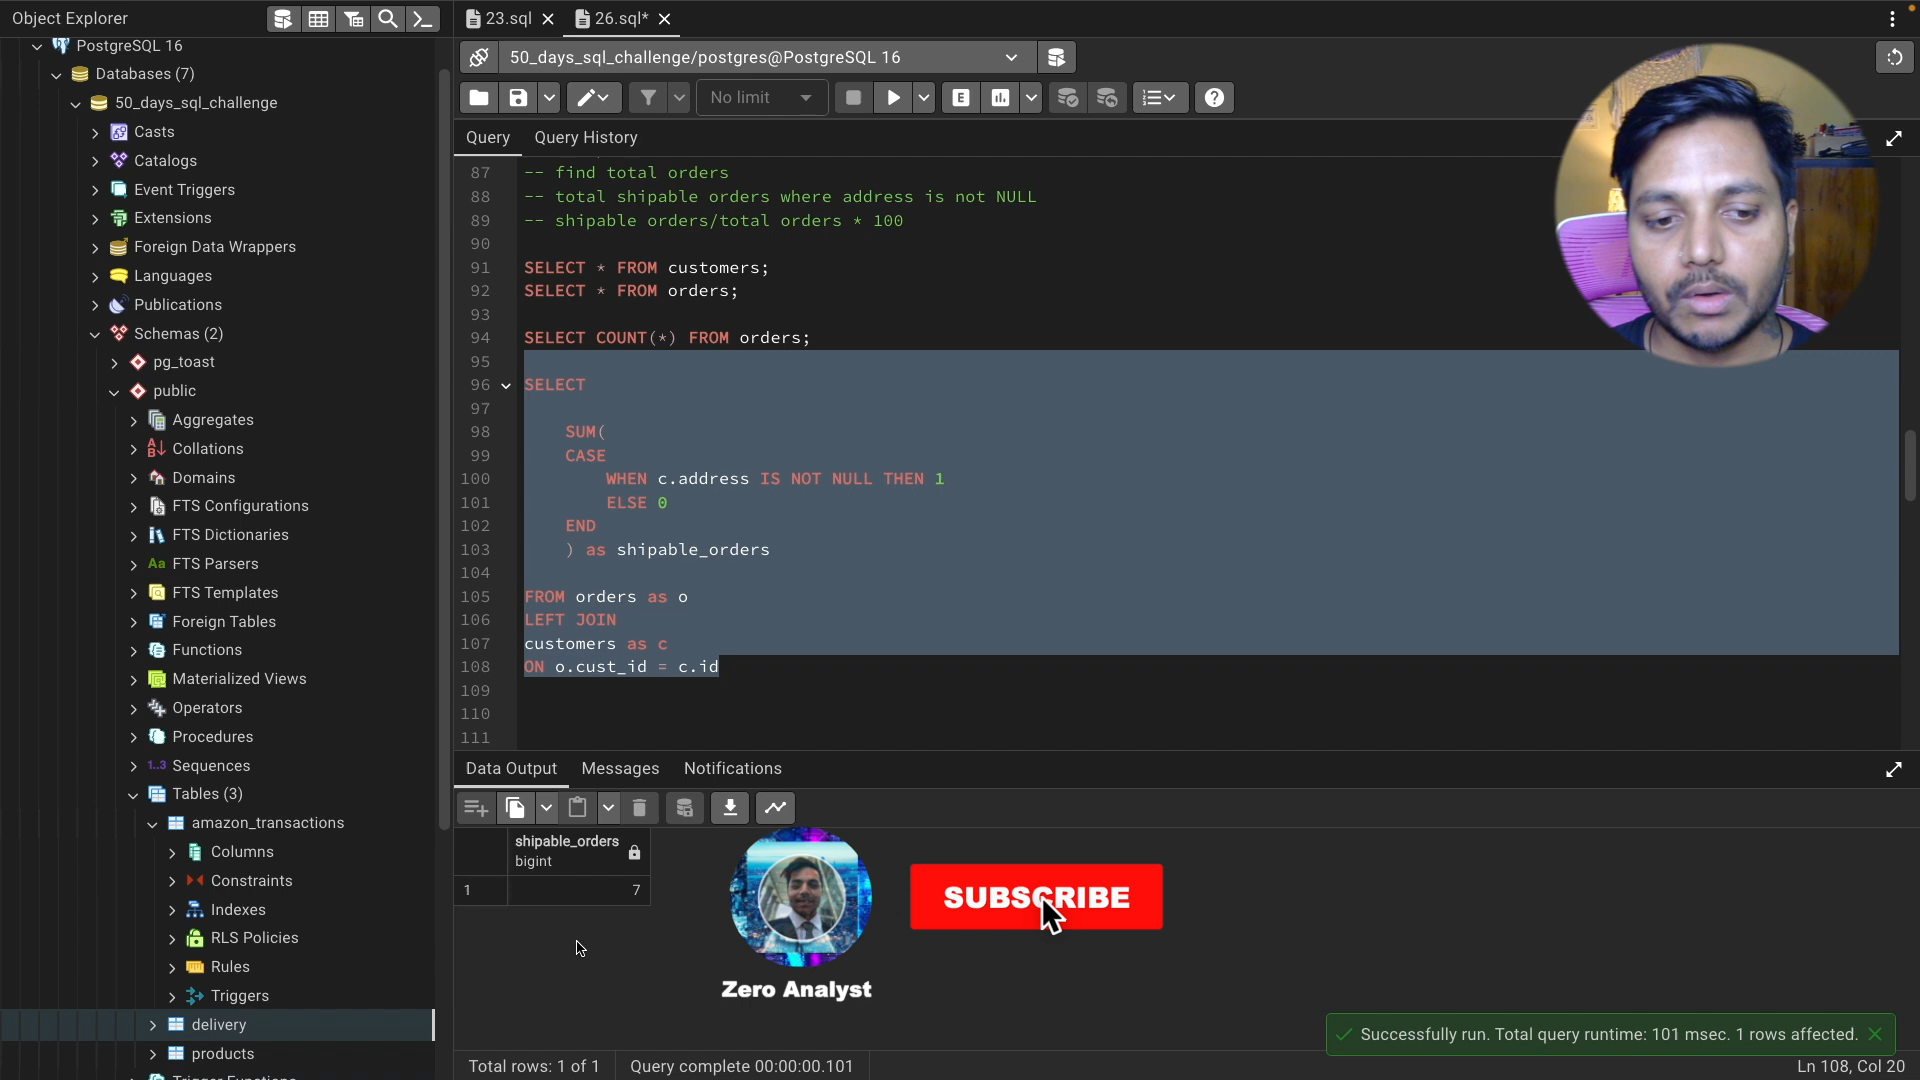 Object Explorer
23.sql
26.sql*
PostgreSQL 16
Databases (7)
50_days_sql_challenge
Casts
Catalogs
Event Triggers
Extensions
Foreign Data Wrappers
Languages
Publications
Schemas (2)
pg_toast
public
Aggregates
Collations
Domains
FTS Configurations
FTS Dictionaries
Aa FTS Parsers
FTS Templates
Foreign Tables
Functions
Materialized Views
Operators
Procedures
1..3 Sequences
Tables (3)
amazon_transactions
Columns
Constraints
Indexes
RLS Policies
Rules
Triggers
delivery
products
50_days_sql_challenge/postgres@PostgreSQL 16
No limit
E
Query
Query History
87 -- find total orders
88 -- total shipable orders where address is not NULL
89 -- shipable orders/total orders * 100
90
91 SELECT * FROM customers;
92 SELECT * FROM orders;
93
94 SELECT COUNT(*) FROM orders;
95
96 SELECT
97
98 SUM(
99 CASE
100 WHEN c.address IS NOT NULL THEN 1
101 ELSE 0
102 END
103 ) as shipable_orders
104
105 FROM orders as o
106 LEFT JOIN
107 customers as c
108 ON o.cust_id = c.id
109
110
111
Data Output
Messages
Notifications
shipable_orders
bigint
1 7
SUBSCRIBE
Zero Analyst
Successfully run. Total query runtime: 101 msec. 1 rows affected.
Total rows: 1 of 1
Query complete 00:00:00.101
Ln 108, Col 20